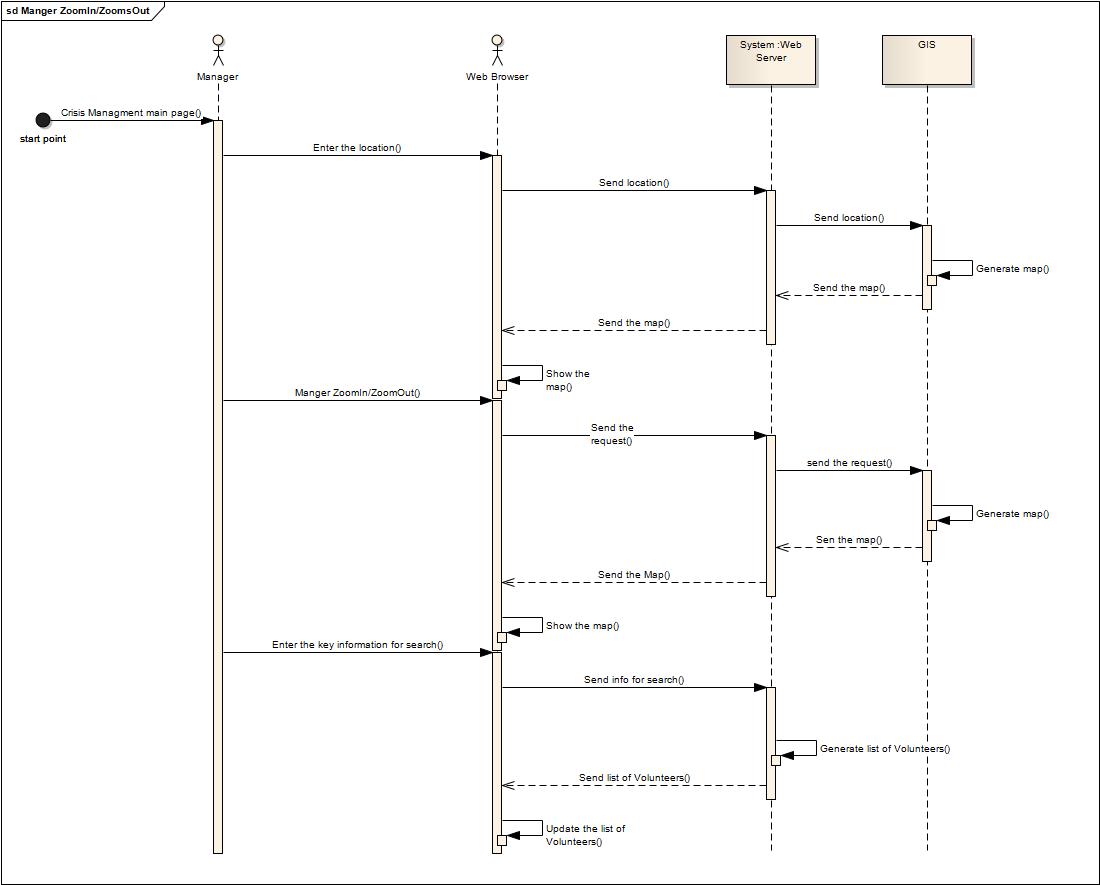 sd Manger ZoomIn/ZoomsOut
Manager
Web Browser
System :Web
Server
GIS
Crisis Managment main page()
start point
Enter the location()
Send location()
Send location()
Generate map()
Send the map()
Send the map()
Show the
map()
Manger ZoomIn/ZoomOut()
Send the
request()
send the request()
Generate map()
Sen the map()
Send the Map()
Show the map()
Enter the key information for search()
Send info for search()
Generate list of Volunteers()
Send list of Volunteers()
Update the list of
Volunteers()